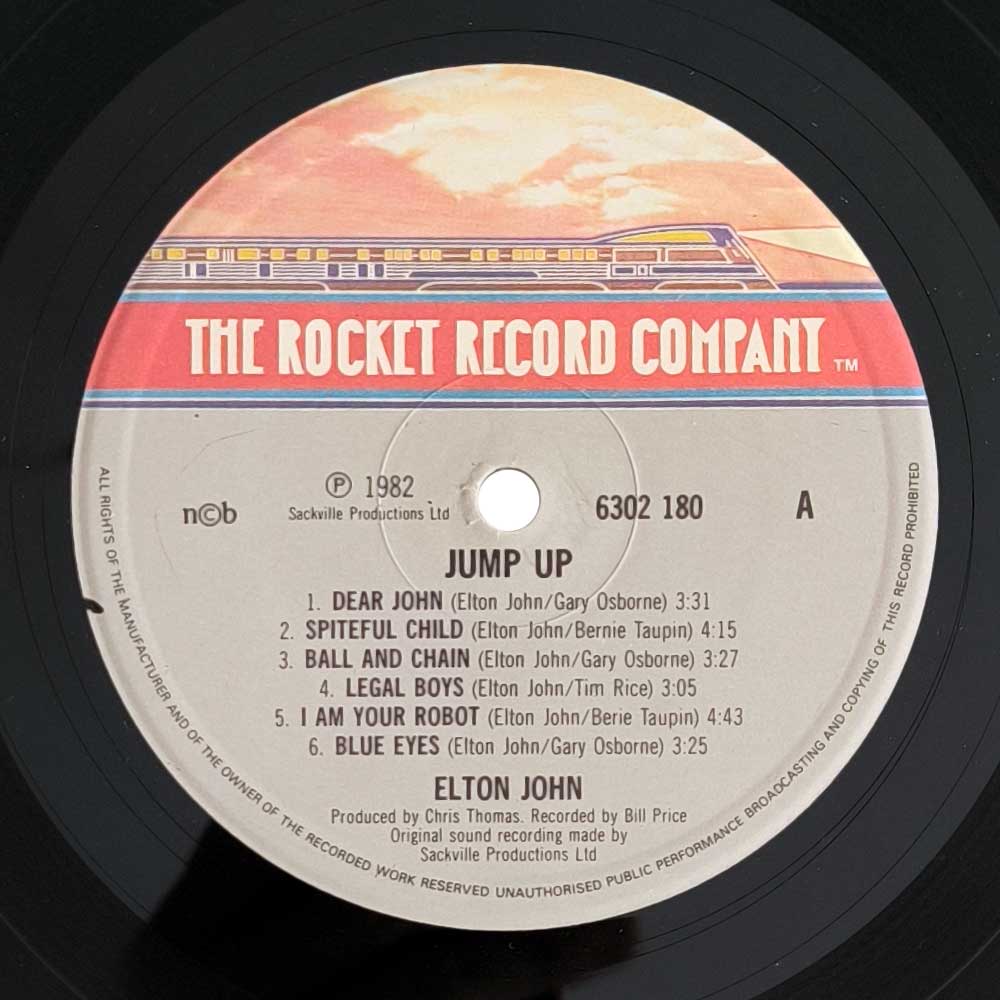 THE ROCKET RECORD COMPANY TM
℗ 1982
Sackville Productions Ltd
n©b
6302 180
A
JUMP UP
1. DEAR JOHN (Elton John/Gary Osborne) 3:31
2. SPITEFUL CHILD (Elton John/Bernie Taupin) 4:15
3. BALL AND CHAIN (Elton John/Gary Osborne) 3:27
4. LEGAL BOYS (Elton John/Tim Rice) 3:05
5. I AM YOUR ROBOT (Elton John/Berie Taupin) 4:43
6. BLUE EYES (Elton John/Gary Osborne) 3:25
ELTON JOHN
Produced by Chris Thomas. Recorded by Bill Price
Original sound recording made by
Sackville Productions Ltd
ALL RIGHTS OF THE MANUFACTURER AND OF THE OWNER OF THE RECORDED WORK RESERVED UNAUTHORISED PUBLIC PERFORMANCE BROADCASTING AND COPYING OF THIS RECORD PROHIBITED